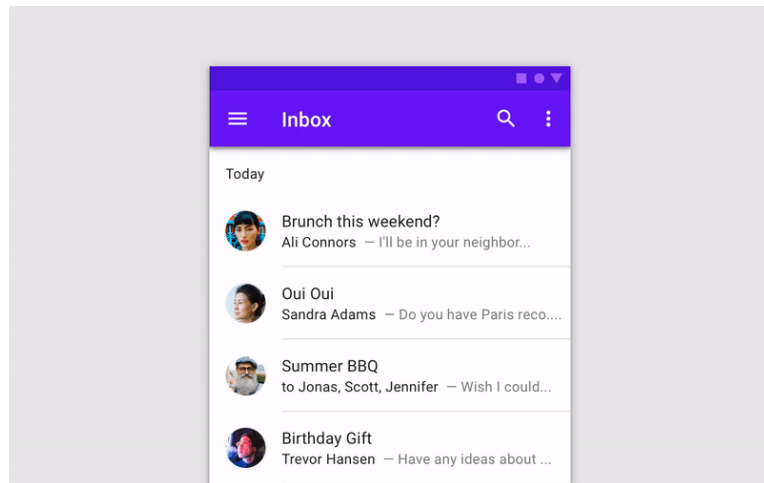 Inbox
Today
Brunch this weekend?
Ali Connors — I'll be in your neighbor...
Oui Oui
Sandra Adams — Do you have Paris reco....
Summer BBQ
to Jonas, Scott, Jennifer — Wish I could...
Birthday Gift
Trevor Hansen — Have any ideas about ...